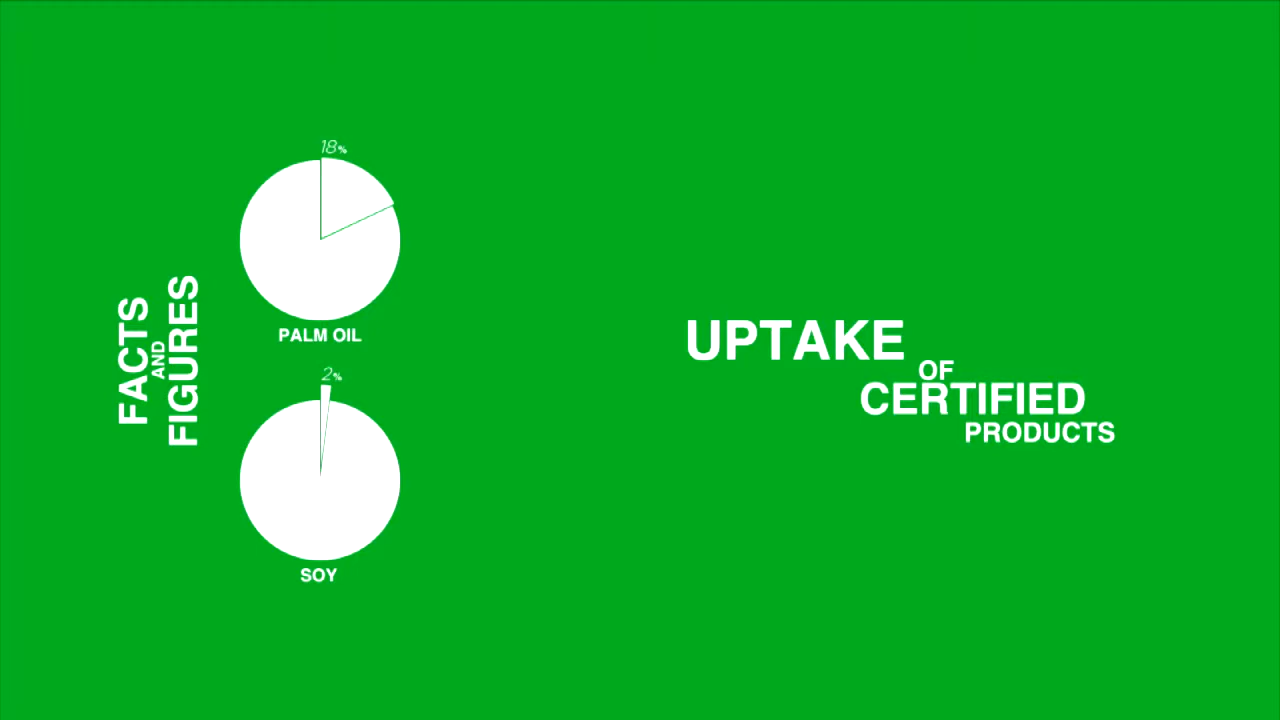 FACTS
AND
FIGURES
18%
PALM OIL
2%
SOY
UPTAKE
OF
CERTIFIED
PRODUCTS